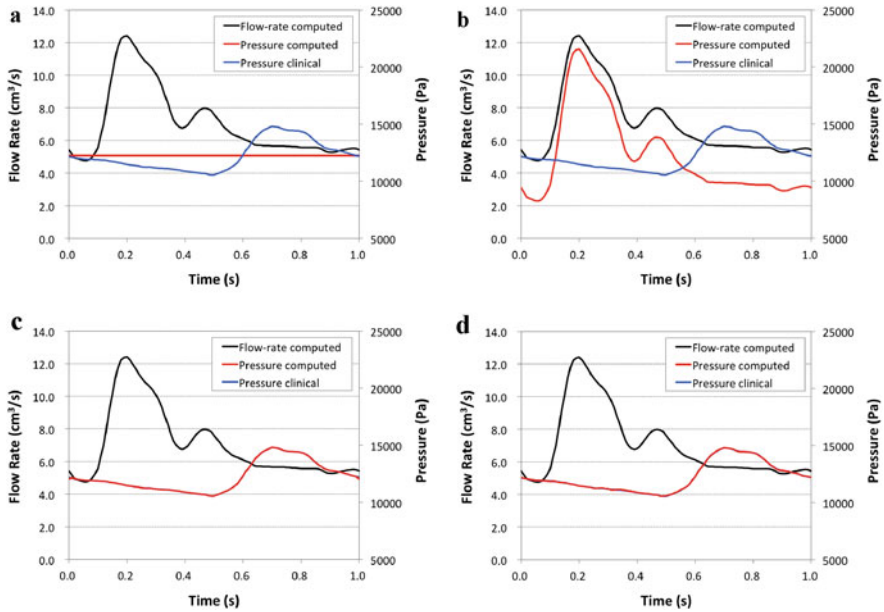 a
14.0
12.0
10.0
8.0
6.0
4.0
2.0
0.0
Flow Rate (cm³/s)
25000
20000
15000
10000
5000
Pressure (Pa)
Flow-rate computed
Pressure computed
Pressure clinical
0.0 0.2 0.4 0.6 0.8 1.0
Time (s)
b
14.0
12.0
10.0
8.0
6.0
4.0
2.0
0.0
Flow Rate (cm³/s)
25000
20000
15000
10000
5000
Pressure (Pa)
Flow-rate computed
Pressure computed
Pressure clinical
0.0 0.2 0.4 0.6 0.8 1.0
Time (s)
c
14.0
12.0
10.0
8.0
6.0
4.0
2.0
0.0
Flow Rate (cm³/s)
25000
20000
15000
10000
5000
Pressure (Pa)
Flow-rate computed
Pressure computed
Pressure clinical
0.0 0.2 0.4 0.6 0.8 1.0
Time (s)
d
14.0
12.0
10.0
8.0
6.0
4.0
2.0
0.0
Flow Rate (cm³/s)
25000
20000
15000
10000
5000
Pressure (Pa)
Flow-rate computed
Pressure computed
Pressure clinical
0.0 0.2 0.4 0.6 0.8 1.0
Time (s)